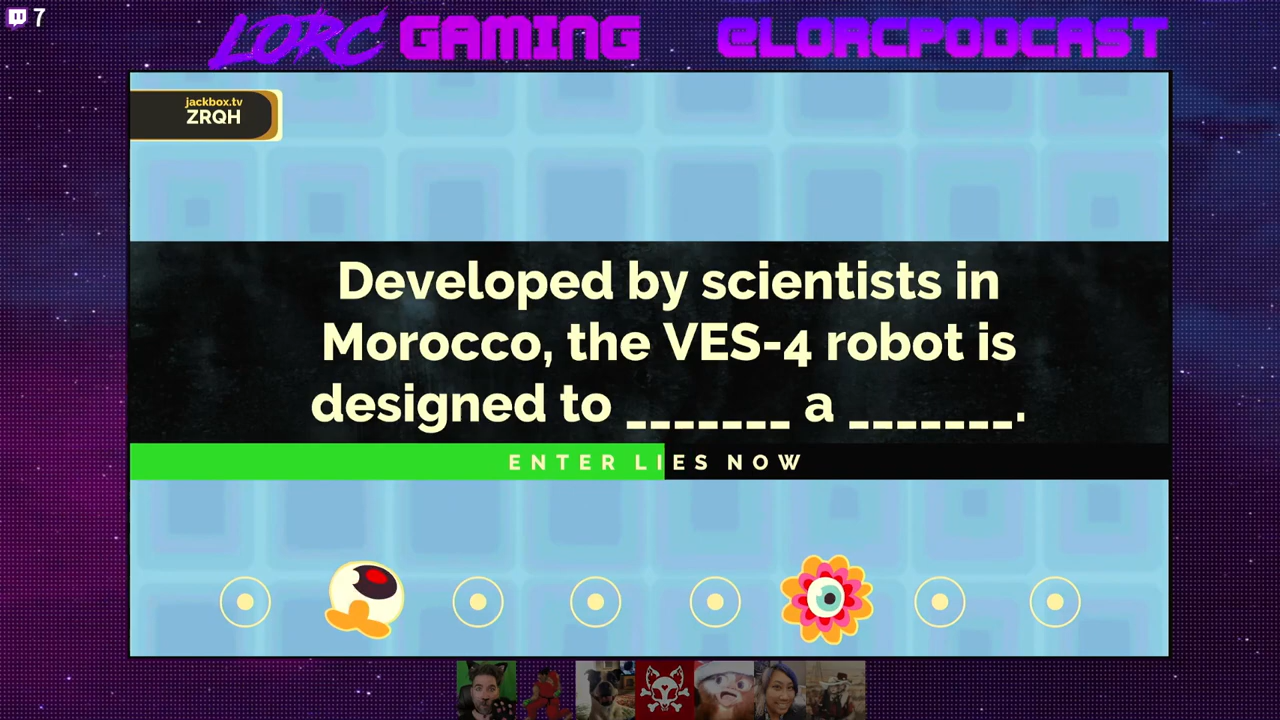 7
LORC GAMING @LORCPODCAST
jackbox.tv
ZRQH
Developed by scientists in
Morocco, the VES-4 robot is
designed to _______ a _______.
ENTER LIES NOW